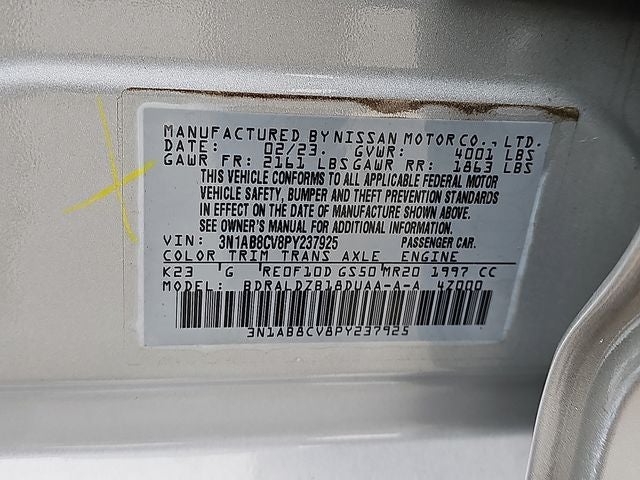 MANUFACTURED BY NISSAN MOTOR CO., LTD.
DATE: 02/23. GVWR: 4001 LBS
GAWR FR: 2161 LBS GAWR RR: 1863 LBS
THIS VEHICLE CONFORMS TO ALL APPLICABLE FEDERAL MOTOR
VEHICLE SAFETY, BUMPER AND THEFT PREVENTION STANDARDS
IN EFFECT ON THE DATE OF MANUFACTURE SHOWN ABOVE.
SEE OWNER'S MANUAL FOR ADDITIONAL INFORMATION.
VIN: 3N1AB8CV8PY237925 PASSENGER CAR.
COLOR TRIM TRANS AXLE ENGINE
K23 G RE0F10D GS50 MR20 1997 CC
MODEL: BDRALDZB18DUAA-A-A 47000
3N1AB8CV8PY237925